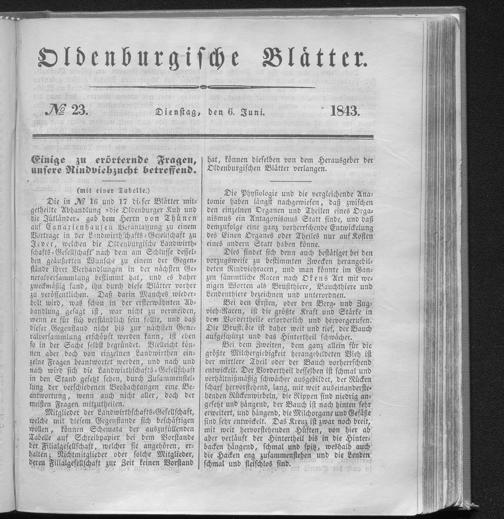 Oldenburgische Blätter.
№ 23. Dienstag, den 6. Juni. 1843.
Einige zu erörternde Fragen,
unsere Rindviehzucht betreffend.
(mit einer Tabelle.)
Die in № 16 und 17 dieser Blätter mit-
getheilte Abhandlung »die Oldenburger Kuh und
die Jütländer« gab dem Herrn von Thünen
auf Canarienhausen Veranlassung zu einem
Vortrage in der Landwirthschafts-Gesellschaft zu
Jever, welchen die Oldenburgische Landwirth-
schafts-Gesellschaft nach dem am Schlusse dessel-
ben geäußerten Wunsche zu einem der Gegen-
stände ihrer Verhandlungen in der nächsten Ge-
neralversammlung bestimmt hat, und es daher
zweckmäßig fand, ihn durch diese Blätter vorher
zu veröffentlichen. Daß darin Manches wieder-
holt wird, was schon in der ersterwähnten Ab-
handlung gesagt ist, war nicht zu vermeiden,
wenn er für sich verständlich sein sollte, und daß
dieser Gegenstand nicht bis zur nächsten Gene-
ralversammlung erschöpft werden kann, ist eben
so in der Sache selbst begründet. Vielleicht kön-
nen aber doch von einzelnen Landwirthen ein-
zelne Fragen beantwortet werden, und nach und
nach wird sich die Landwirthschafts-Gesellschaft
in den Stand gesetzt sehen, durch Zusammenstel-
lung der verschiedenen Beobachtungen eine Be-
antwortung, wenn auch nicht aller, doch der
meisten Fragen mitzutheilen.
Mitglieder der Landwirthschafts-Gesellschaft,
welche mit diesem Gegenstande sich beschäftigen
wollen, können Schemata der auszufüllenden
Tabelle auf Schreibpapier bei dem Vorstande
der Filialgesellschaft, welcher sie angehören, er-
halten; Nichtmitglieder oder solche Mitglieder,
deren Filialgesellschaft zur Zeit keinen Vorstand
hat, können dieselben von dem Herausgeber der
Oldenburgischen Blätter verlangen.
Die Physiologie und die vergleichende Ana-
tomie haben längst nachgewiesen, daß zwischen
den einzelnen Organen und Theilen eines Orga-
nismus ein Antagonismus Statt finde, und daß
demzufolge eine ganz vorherrschende Entwickelung
des Einen Organes oder Theiles nur auf Kosten
eines andern Statt haben könne.
Dies findet sich denn auch bestätigt bei den
vorzugsweise zu bestimmten Zwecken herangebil-
deten Rindviehracen, und man könnte im Gan-
zen sämmtliche Racen nach Okens Art mit we-
nigen Worten als Brustthiere, Bauchthiere und
Lendenthiere bezeichnen und unterordnen.
Bei den Ersten, oder den Berg- und Zug-
vieh-Racen, ist die größte Kraft und Stärke in
dem Vordertheile erforderlich und hervorgerufen.
Die Brust ist daher weit und tief, der Bauch
aufgeschürzt und das Hintertheil schwächer.
Bei den Zweiten, dem ganz allein für die
größte Milchergiebigkeit herangebildeten Vieh ist
der mittlere Theil oder der Bauch vorherrschend
entwickelt. Der Vordertheil desselben ist schmal und
verhältnißmäßig schwächer ausgebildet, der Rücken
scharf hervorstehend, lang, mit weit auseinanderste-
henden Rückenwirbeln, die Rippen sind niedrig an-
gesetzt und hängend, der Bauch ist nach hinten sehr
erweitert, und hängend, die Milchorgane und Gefäße
sind sehr entwickelt. Das Kreuz ist zwar noch breit,
mit weit hervorstehenden Hüften, von hier ab
aber verläuft der Hintertheil bis in die Hinter-
backen hängend, schmal und spitz, weshalb auch
die Hacken eng zusammenstehen und die Lenden
schmal und fleischlos sind.